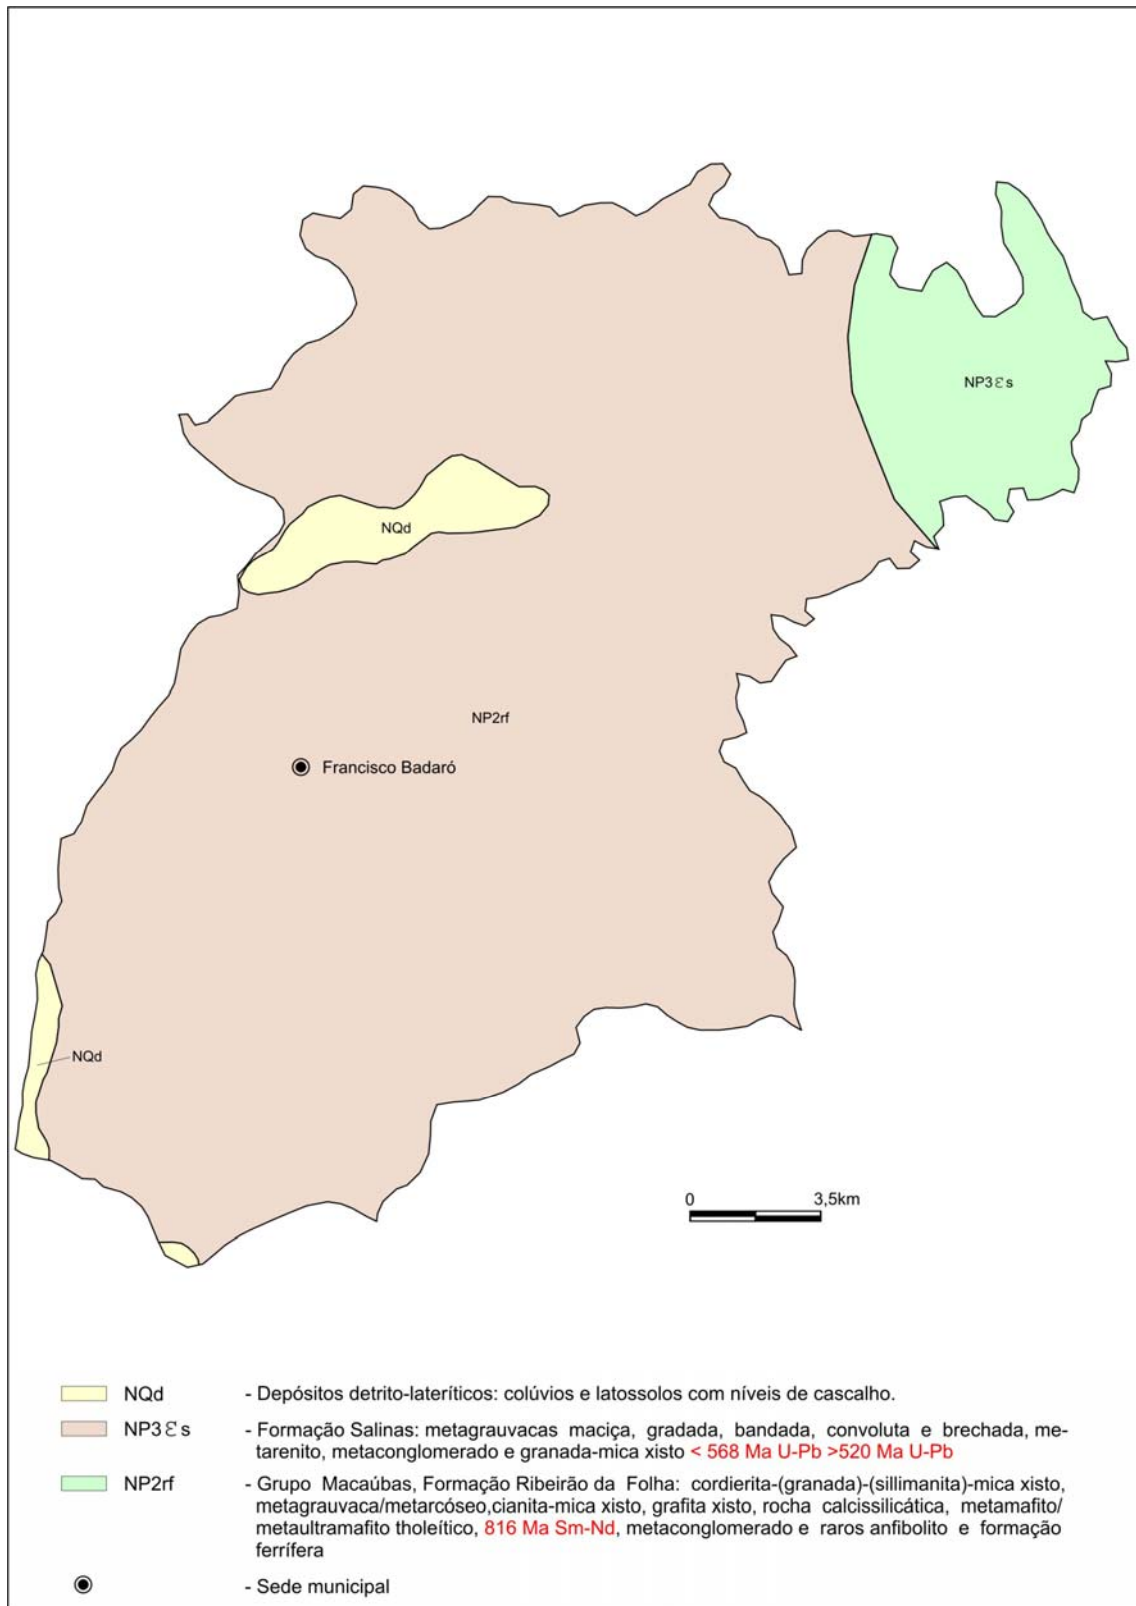 NP3Ɛs
NQd
NP2rf
Francisco Badaró
NQd
0 3,5km
NQd - Depósitos detrito-lateríticos: colúvios e latossolos com níveis de cascalho.
NP3Ɛs - Formação Salinas: metagrauvacas maciça, gradada, bandada, convoluta e brechada, me-
tarenito, metaconglomerado e granada-mica xisto < 568 Ma U-Pb >520 Ma U-Pb
NP2rf - Grupo Macaúbas, Formação Ribeirão da Folha: cordierita-(granada)-(sillimanita)-mica xisto,
metagrauvaca/metarcóseo,cianita-mica xisto, grafita xisto, rocha calcissilicática, metamafito/
metaultramafito tholeítico, 816 Ma Sm-Nd, metaconglomerado e raros anfibolito e formação
ferrífera
- Sede municipal